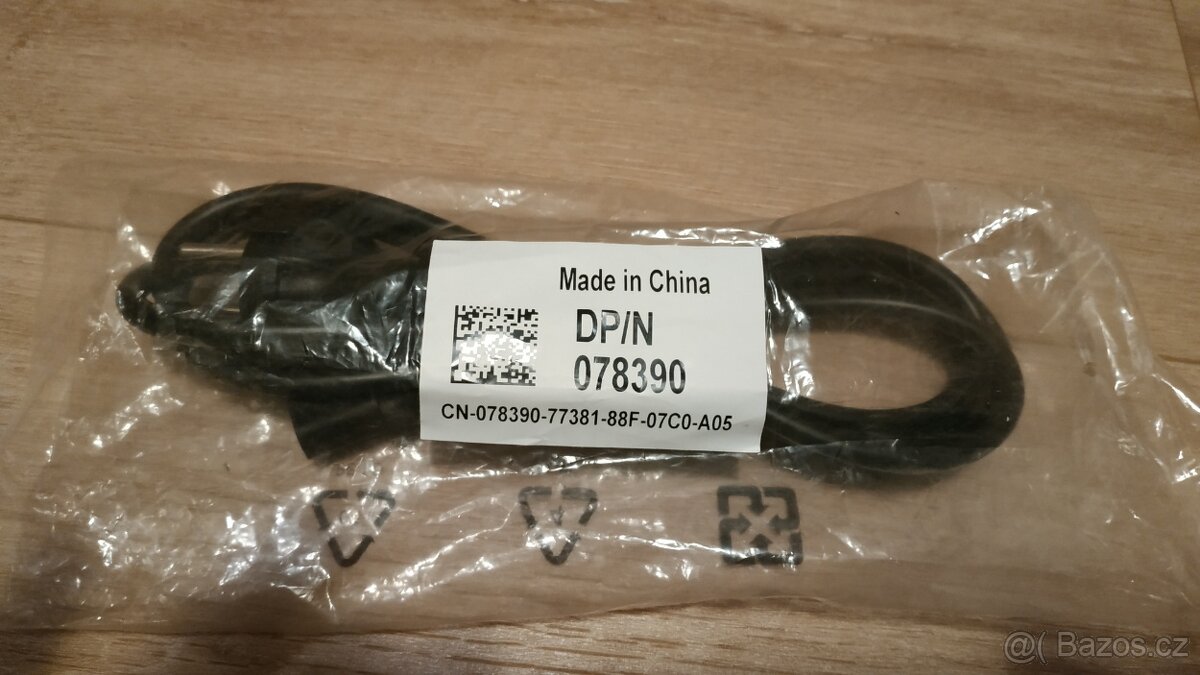 Made in China
DP/N
078390
CN-078390-77381-88F-07C0-A05
@( Bazos.cz